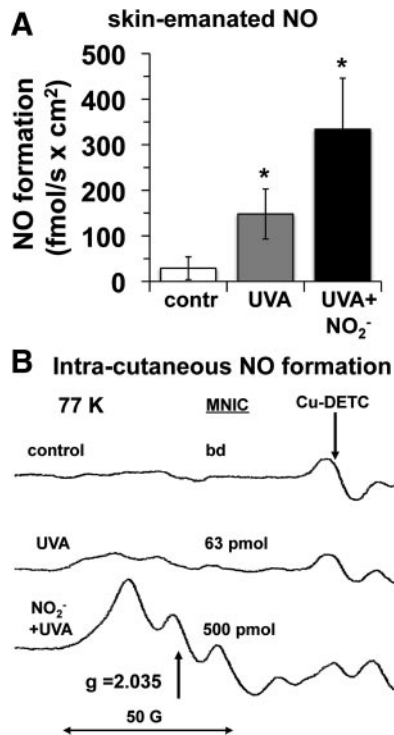 A
skin-emanated NO
NO formation
(fmol/s x cm²)
500
400
300
200
100
0
*
*
contr
UVA
UVA+
NO₂⁻
B Intra-cutaneous NO formation
77 K
MNIC
Cu-DETC
control
bd
UVA
63 pmol
NO₂⁻
+UVA
500 pmol
g =2.035
50 G